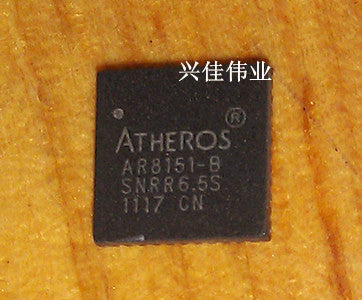 兴佳伟业
®
ATHEROS
AR8151-B
SNRR6.5S
1117 CN